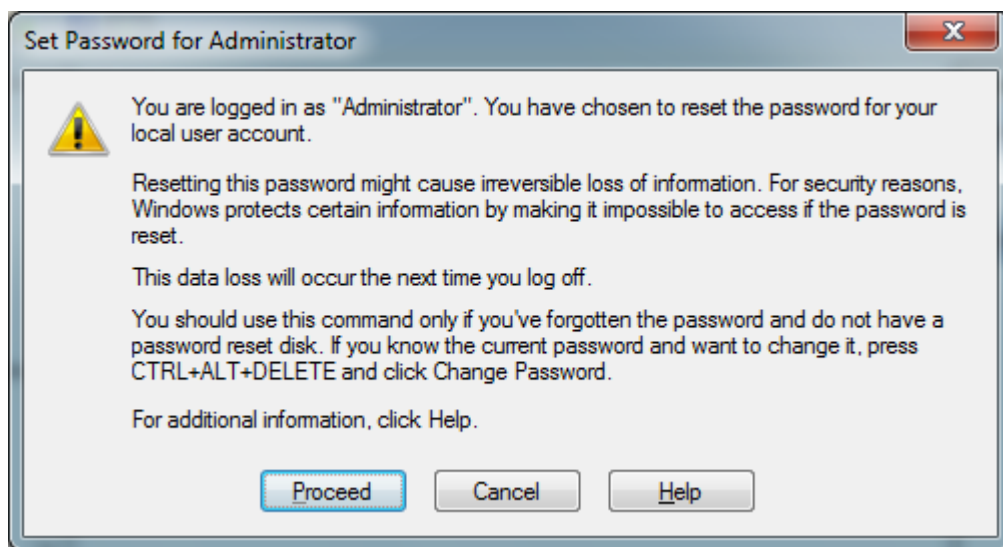 Set Password for Administrator
You are logged in as "Administrator". You have chosen to reset the password for your
local user account.
Resetting this password might cause irreversible loss of information. For security reasons,
Windows protects certain information by making it impossible to access if the password is
reset.
This data loss will occur the next time you log off.
You should use this command only if you've forgotten the password and do not have a
password reset disk. If you know the current password and want to change it, press
CTRL+ALT+DELETE and click Change Password.
For additional information, click Help.
Proceed Cancel Help